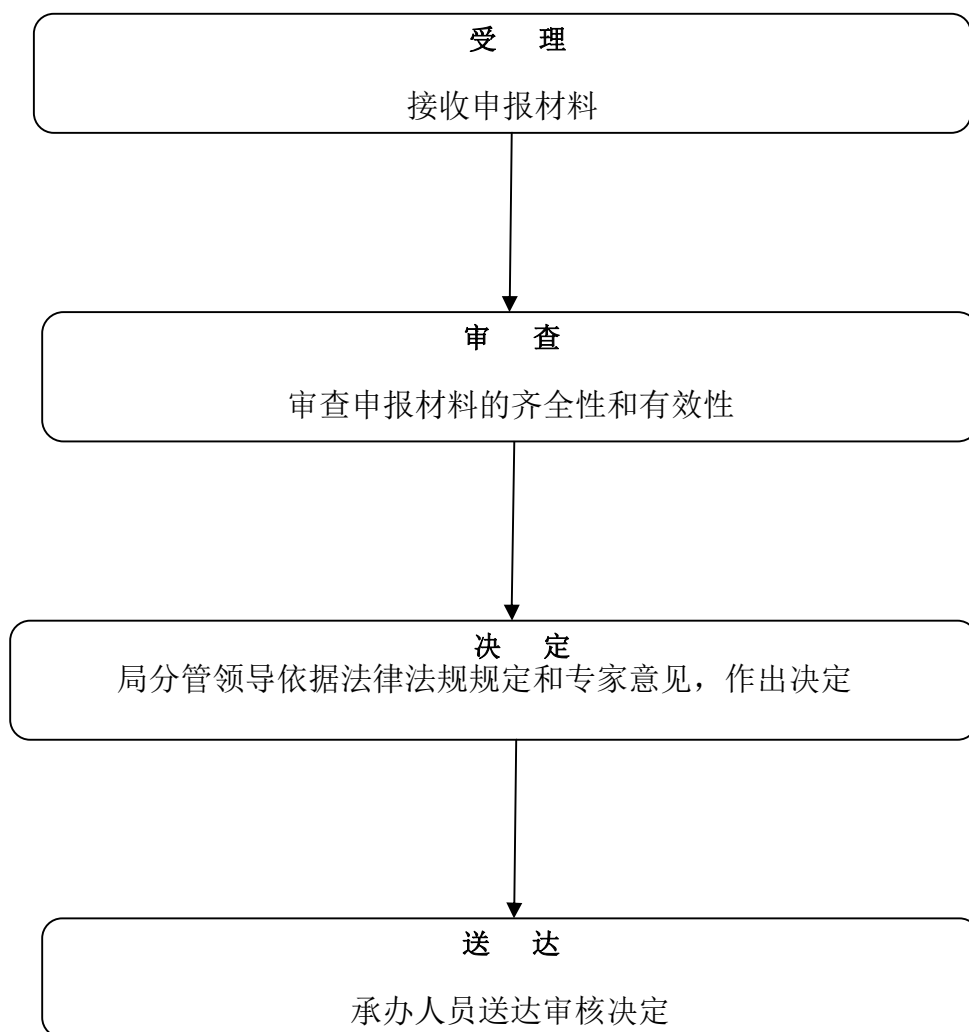 受 理
接收申报材料
审 查
审查申报材料的齐全性和有效性
决 定
局分管领导依据法律法规规定和专家意见，作出决定
送 达
承办人员送达审核决定